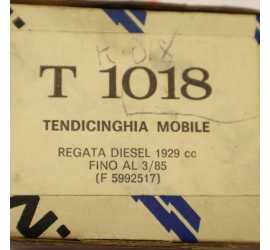 T 1018
TENDICINGHIA MOBILE
REGATA DIESEL 1929 cc
FINO AL 3/85
(F 5992517)
N.